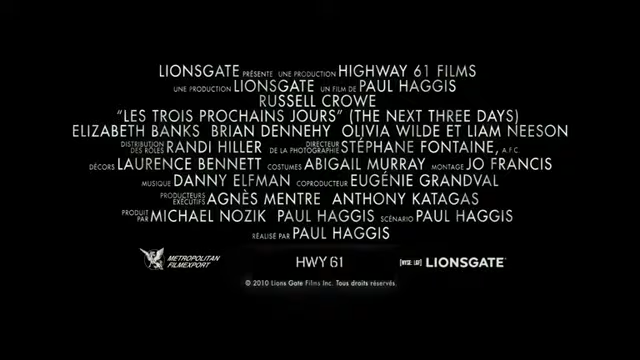 LIONSGATE PRÉSENTE UNE PRODUCTION HIGHWAY 61 FILMS
UNE PRODUCTION LIONSGATE UN FILM DE PAUL HAGGIS
RUSSELL CROWE
“LES TROIS PROCHAINS JOURS” (THE NEXT THREE DAYS)
ELIZABETH BANKS BRIAN DENNEHY OLIVIA WILDE ET LIAM NEESON
DISTRIBUTION DES RÔLES RANDI HILLER DIRECTEUR DE LA PHOTOGRAPHIE STÉPHANE FONTAINE, A.F.C.
DÉCORS LAURENCE BENNETT COSTUMES ABIGAIL MURRAY MONTAGE JO FRANCIS
MUSIQUE DANNY ELFMAN COPRODUCTEUR EUGÉNIE GRANDVAL
PRODUCTEURS EXÉCUTIFS AGNÈS MENTRE ANTHONY KATAGAS
PRODUIT PAR MICHAEL NOZIK PAUL HAGGIS SCÉNARIO PAUL HAGGIS
RÉALISÉ PAR PAUL HAGGIS
METROPOLITAN FILMEXPORT HWY 61 [NYSE: LGF] LIONSGATE
© 2010 Lions Gate Films Inc. Tous droits réservés.